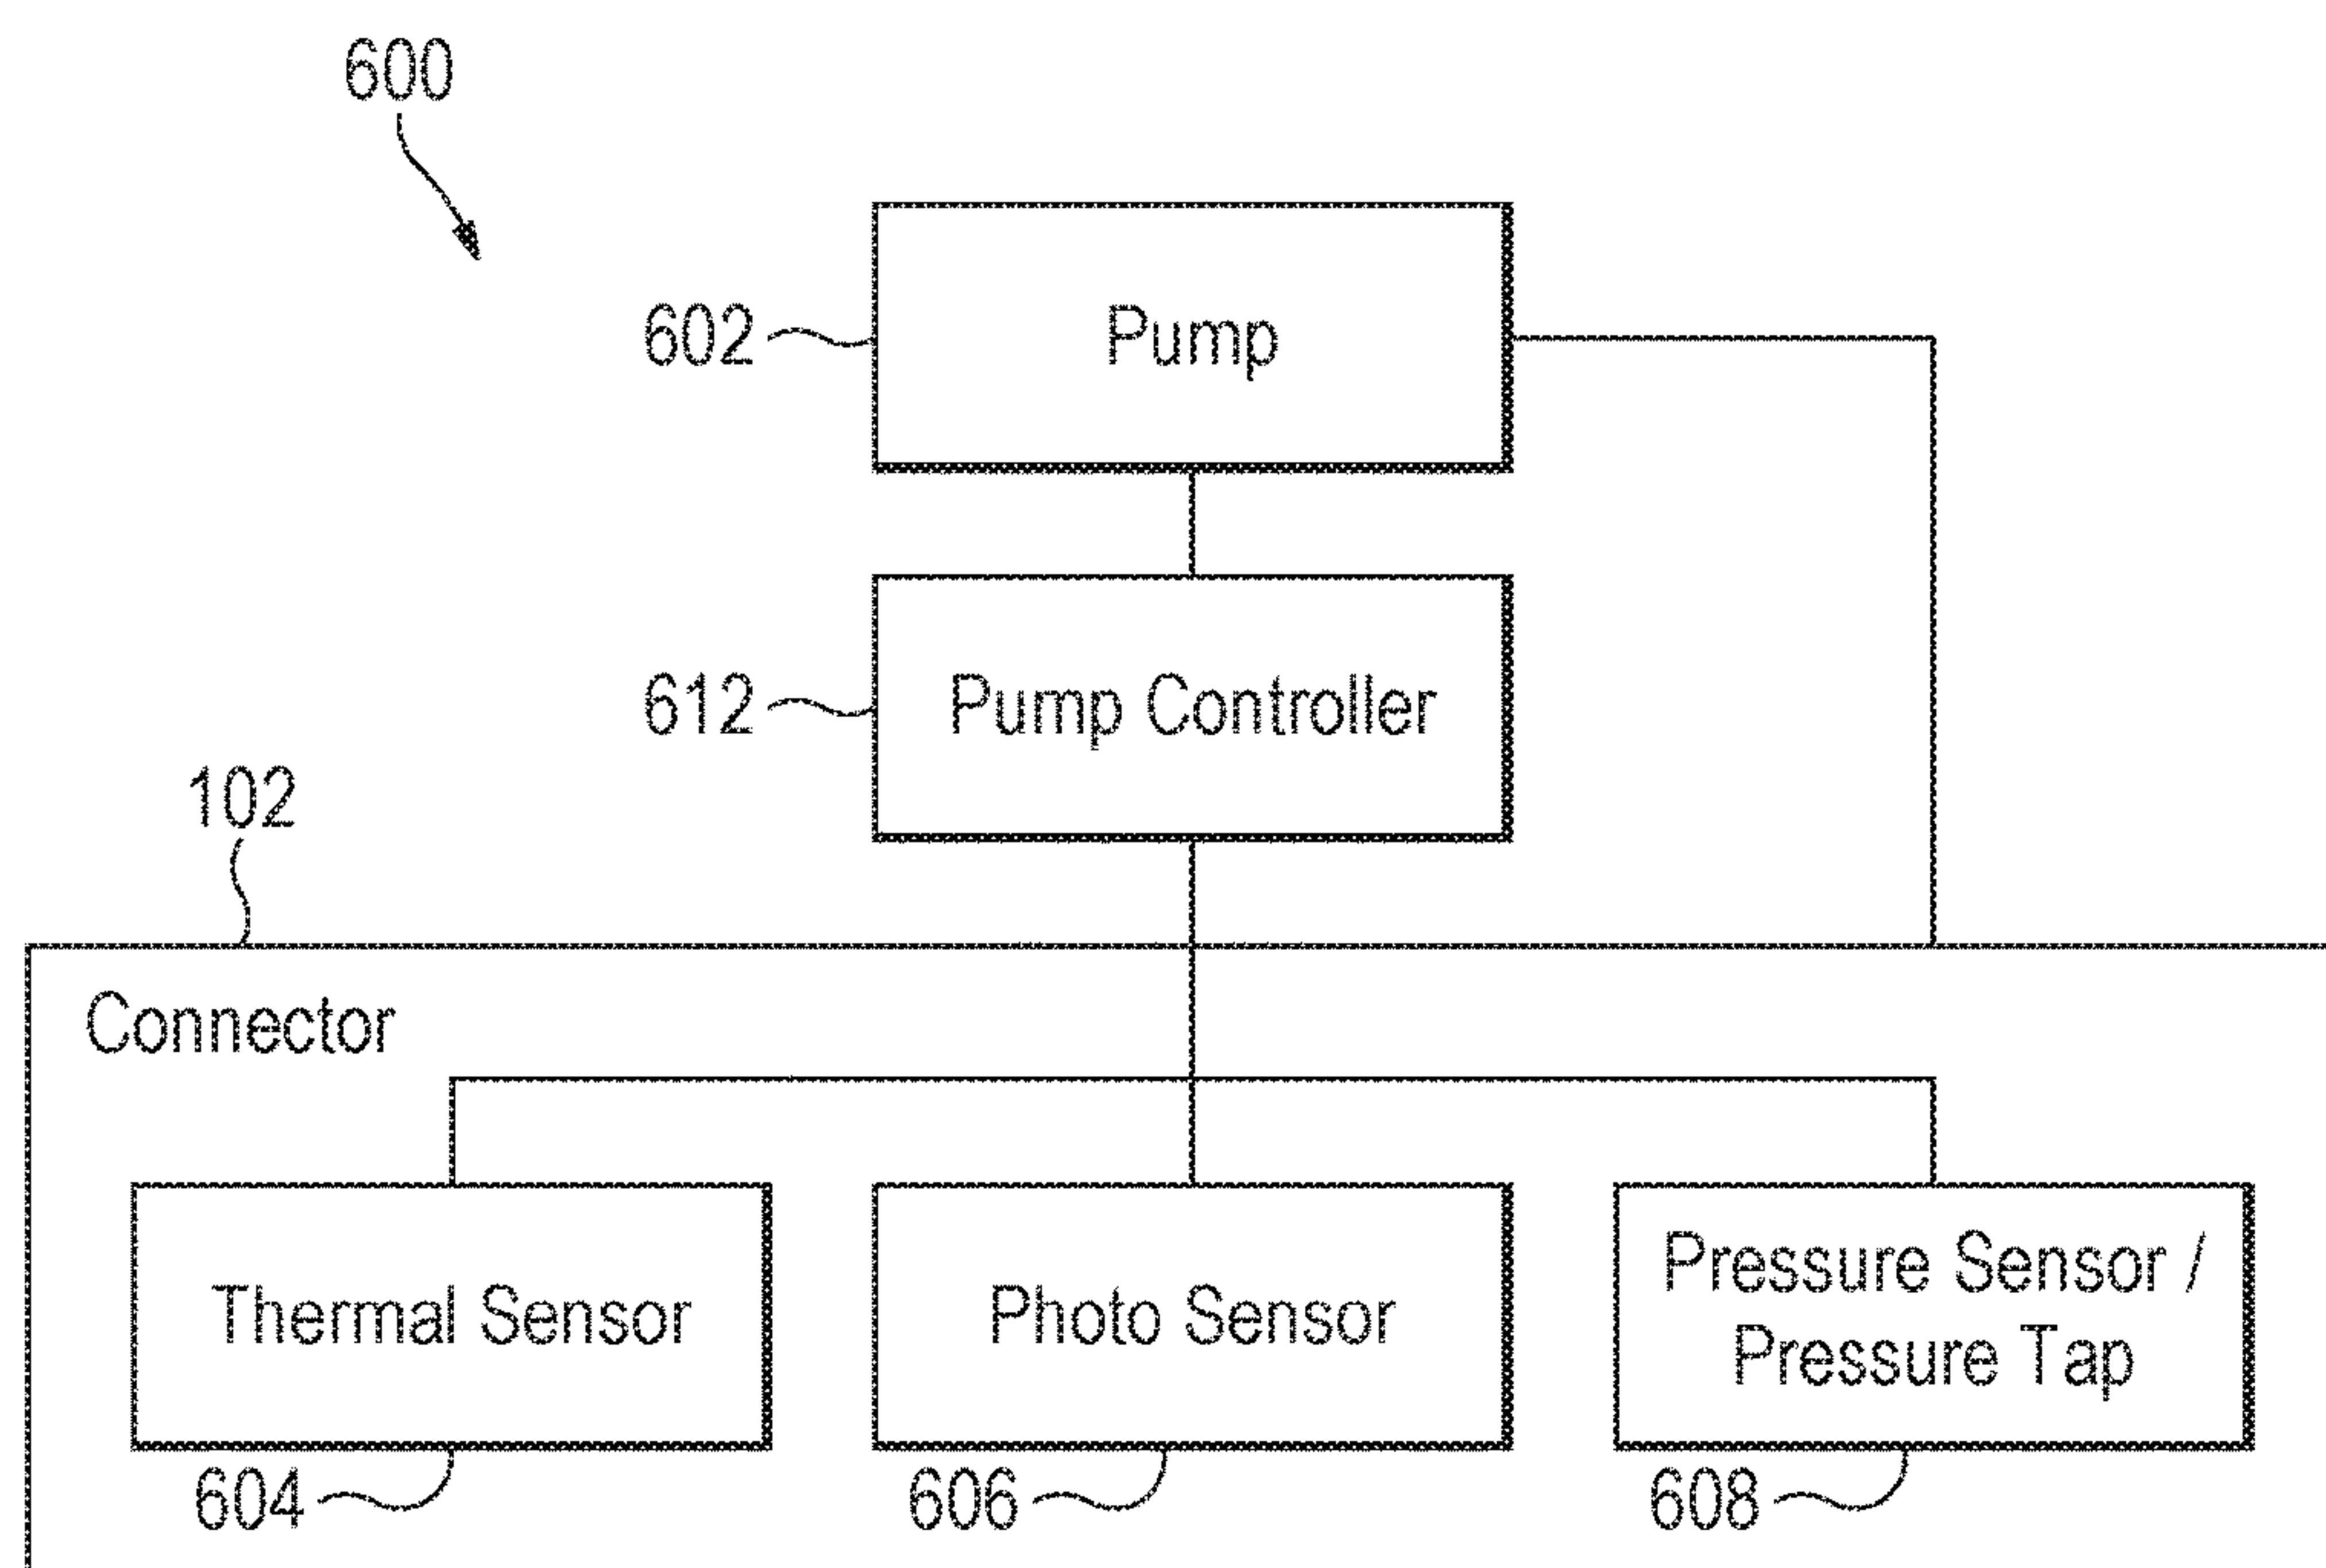 600
602
Pump
612
Pump Controller
102
Connector
Thermal Sensor
Photo Sensor
Pressure Sensor /
Pressure Tap
604
606
608